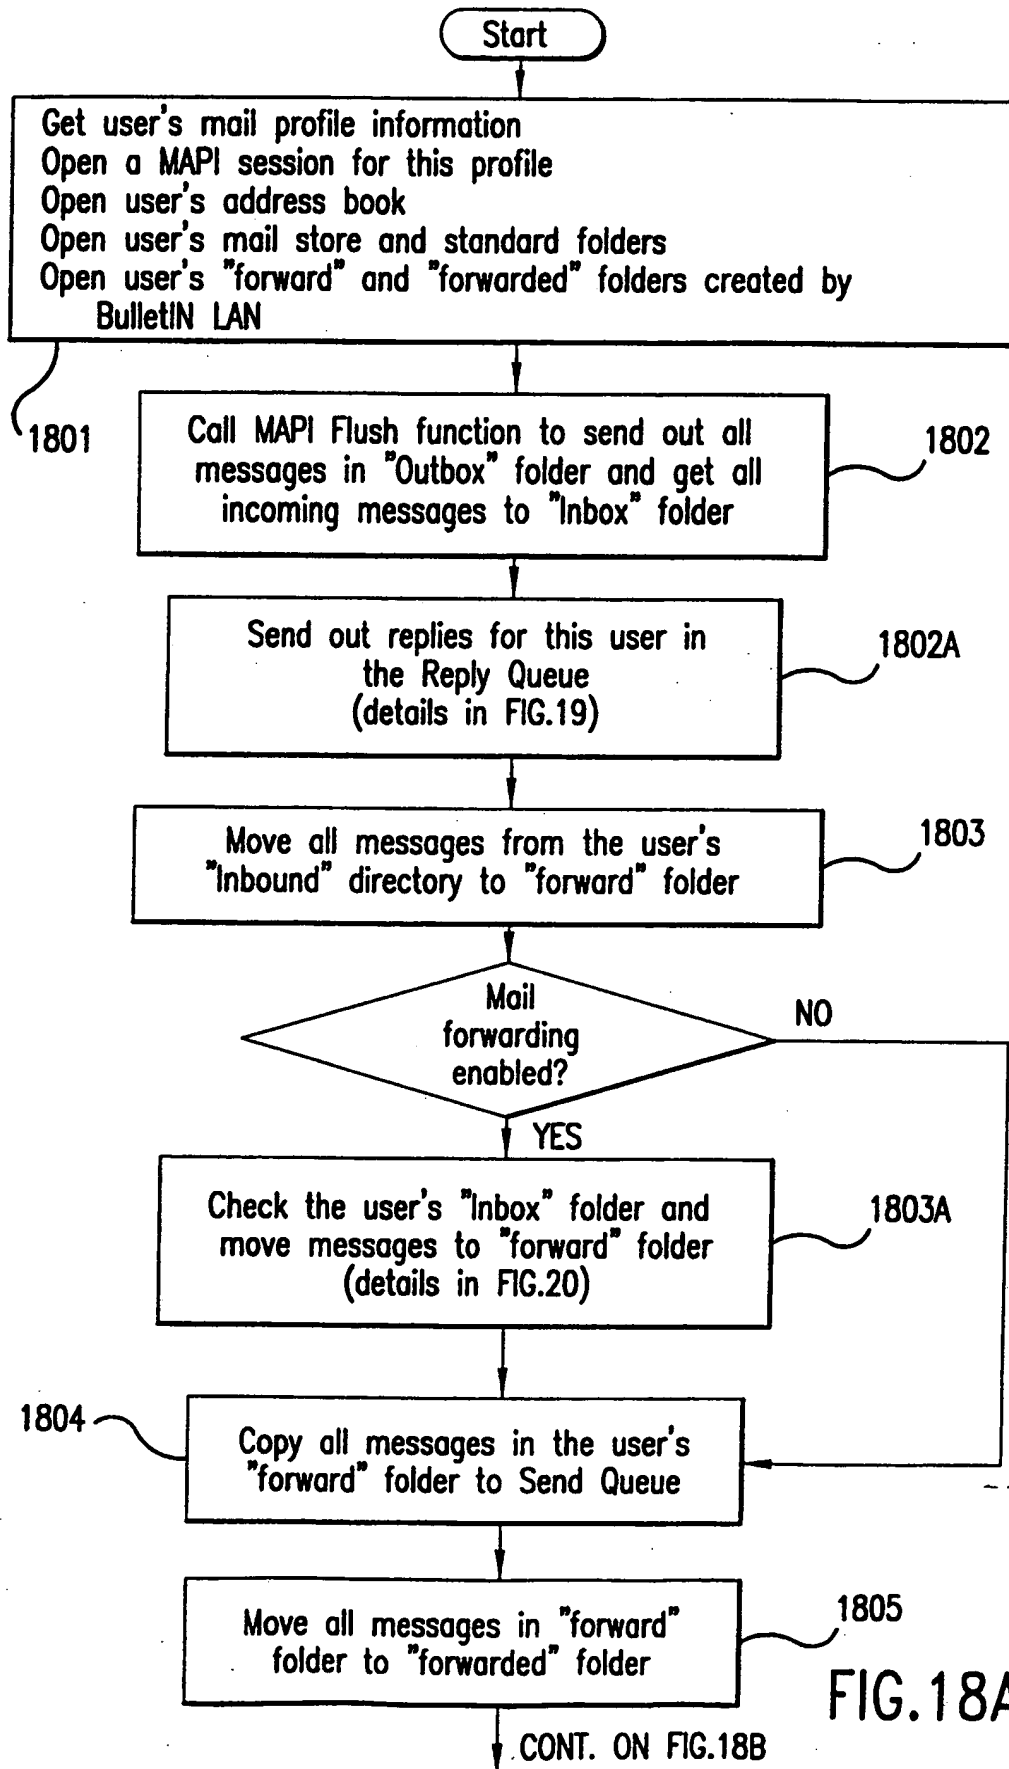 Start
Get user's mail profile information
Open a MAPI session for this profile
Open user's address book
Open user's mail store and standard folders
Open user's "forward" and "forwarded" folders created by
BulletIN LAN
1801
Call MAPI Flush function to send out all
messages in "Outbox" folder and get all
incoming messages to "Inbox" folder
1802
Send out replies for this user in
the Reply Queue
(details in FIG.19)
1802A
Move all messages from the user's
"Inbound" directory to "forward" folder
1803
Mail
forwarding
enabled?
NO
YES
Check the user's "Inbox" folder and
move messages to "forward" folder
(details in FIG.20)
1803A
1804
Copy all messages in the user's
"forward" folder to Send Queue
Move all messages in "forward"
folder to "forwarded" folder
1805
FIG.18A
CONT. ON FIG.18B